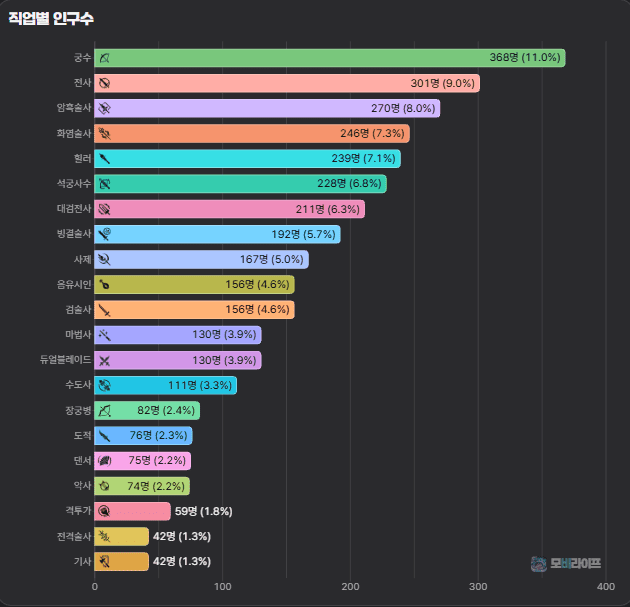 직업별 인구수
궁수 368명 (11.0%)
전사 301명 (9.0%)
암흑술사 270명 (8.0%)
화염술사 246명 (7.3%)
힐러 239명 (7.1%)
석궁사수 228명 (6.8%)
대검전사 211명 (6.3%)
빙결술사 192명 (5.7%)
사제 167명 (5.0%)
음유시인 156명 (4.6%)
검술사 156명 (4.6%)
마법사 130명 (3.9%)
듀얼블레이드 130명 (3.9%)
수도사 111명 (3.3%)
장궁병 82명 (2.4%)
도적 76명 (2.3%)
댄서 75명 (2.2%)
악사 74명 (2.2%)
격투가 59명 (1.8%)
전격술사 42명 (1.3%)
기사 42명 (1.3%)
모바라이프
0 100 200 300 400